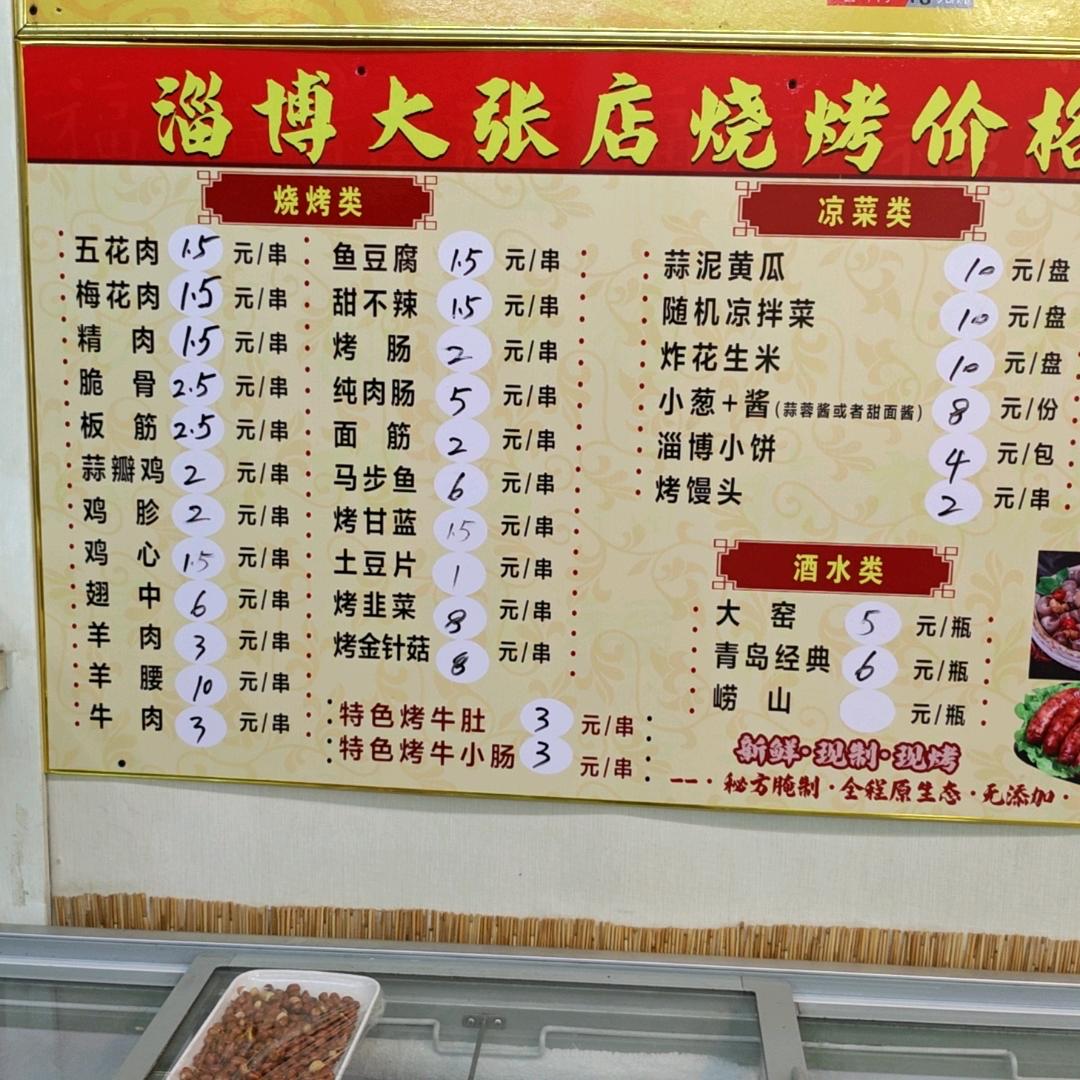 淄博大张店烧烤价格
烧烤类
五花肉 1.5 元/串
梅花肉 1.5 元/串
精肉 1.5 元/串
脆骨 2.5 元/串
板筋 2.5 元/串
蒜瓣鸡 2 元/串
鸡胗 2 元/串
鸡心 1.5 元/串
翅中 6 元/串
羊肉 3 元/串
羊腰 10 元/串
牛肉 3 元/串
鱼豆腐 1.5 元/串
甜不辣 1.5 元/串
烤肠 2 元/串
纯肉肠 5 元/串
面筋 2 元/串
马步鱼 6 元/串
烤甘蓝 1.5 元/串
土豆片 1 元/串
烤韭菜 8 元/串
烤金针菇 8 元/串
特色烤牛肚 3 元/串
特色烤牛小肠 3 元/串
凉菜类
蒜泥黄瓜 10 元/盘
随机凉拌菜 10 元/盘
炸花生米 10 元/盘
小葱+酱(蒜蓉酱或者甜面酱) 8 元/份
淄博小饼 4 元/包
烤馒头 2 元/串
酒水类
大窑 5 元/瓶
青岛经典 6 元/瓶
崂山 元/瓶
新鲜·现制·现烤
秘方腌制·全程原生态·无添加·